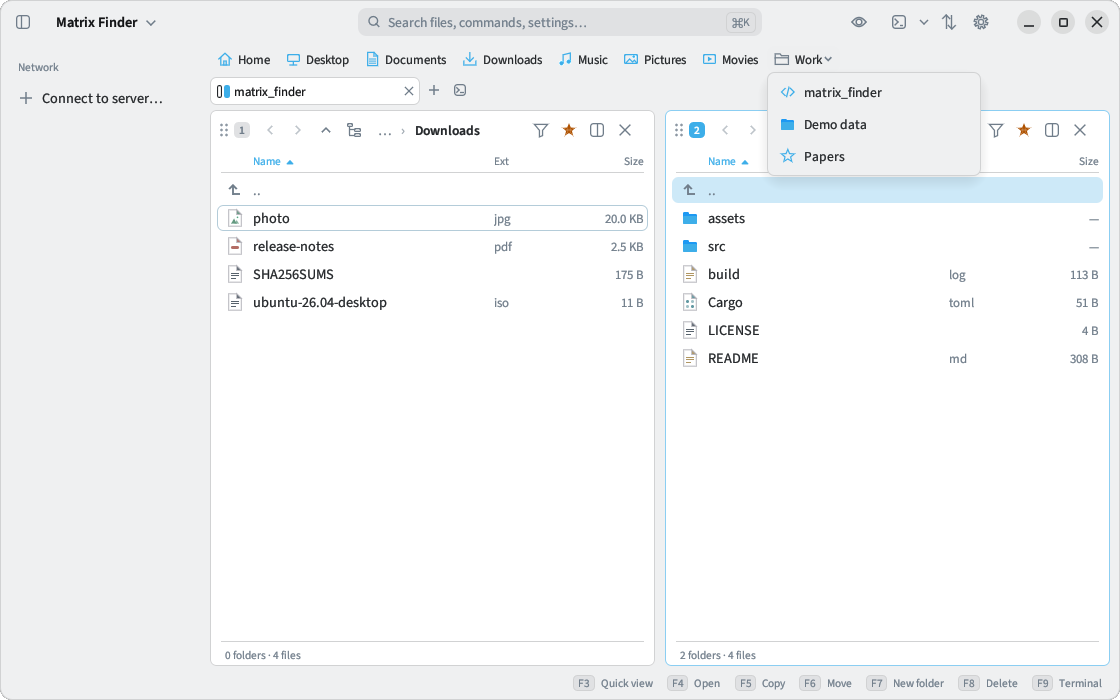 Matrix Finder
Search files, commands, settings… ⌘K
Home Desktop Documents Downloads Music Pictures Movies Work
Network
Connect to server…
matrix_finder
matrix_finder
Demo data
Papers
1 … › Downloads
Name Ext Size
..
photo jpg 20.0 KB
release-notes pdf 2.5 KB
SHA256SUMS 175 B
ubuntu-26.04-desktop iso 11 B
0 folders · 4 files
2
Name Size
..
assets —
src —
build log 113 B
Cargo toml 51 B
LICENSE 4 B
README md 308 B
2 folders · 4 files
F3 Quick view F4 Open F5 Copy F6 Move F7 New folder F8 Delete F9 Terminal